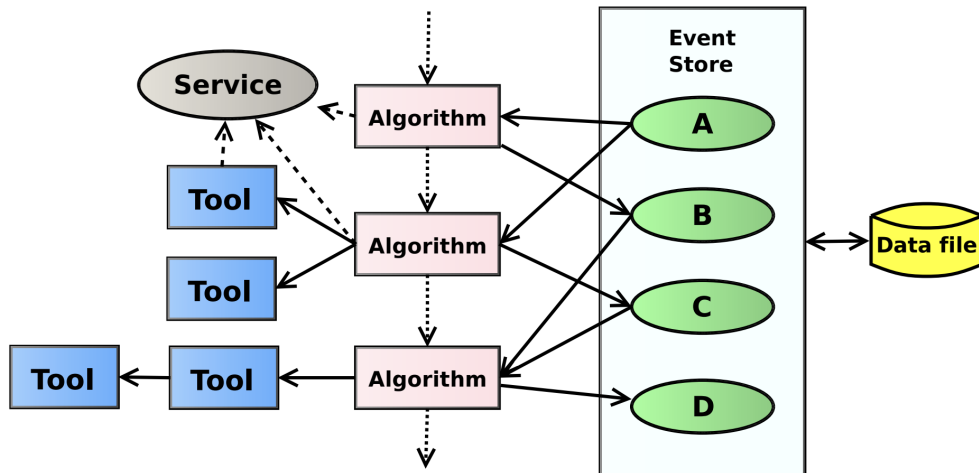 Event
Store
Service
Algorithm
A
Tool
B
Algorithm
Data file
Tool
C
Tool
Tool
Algorithm
D